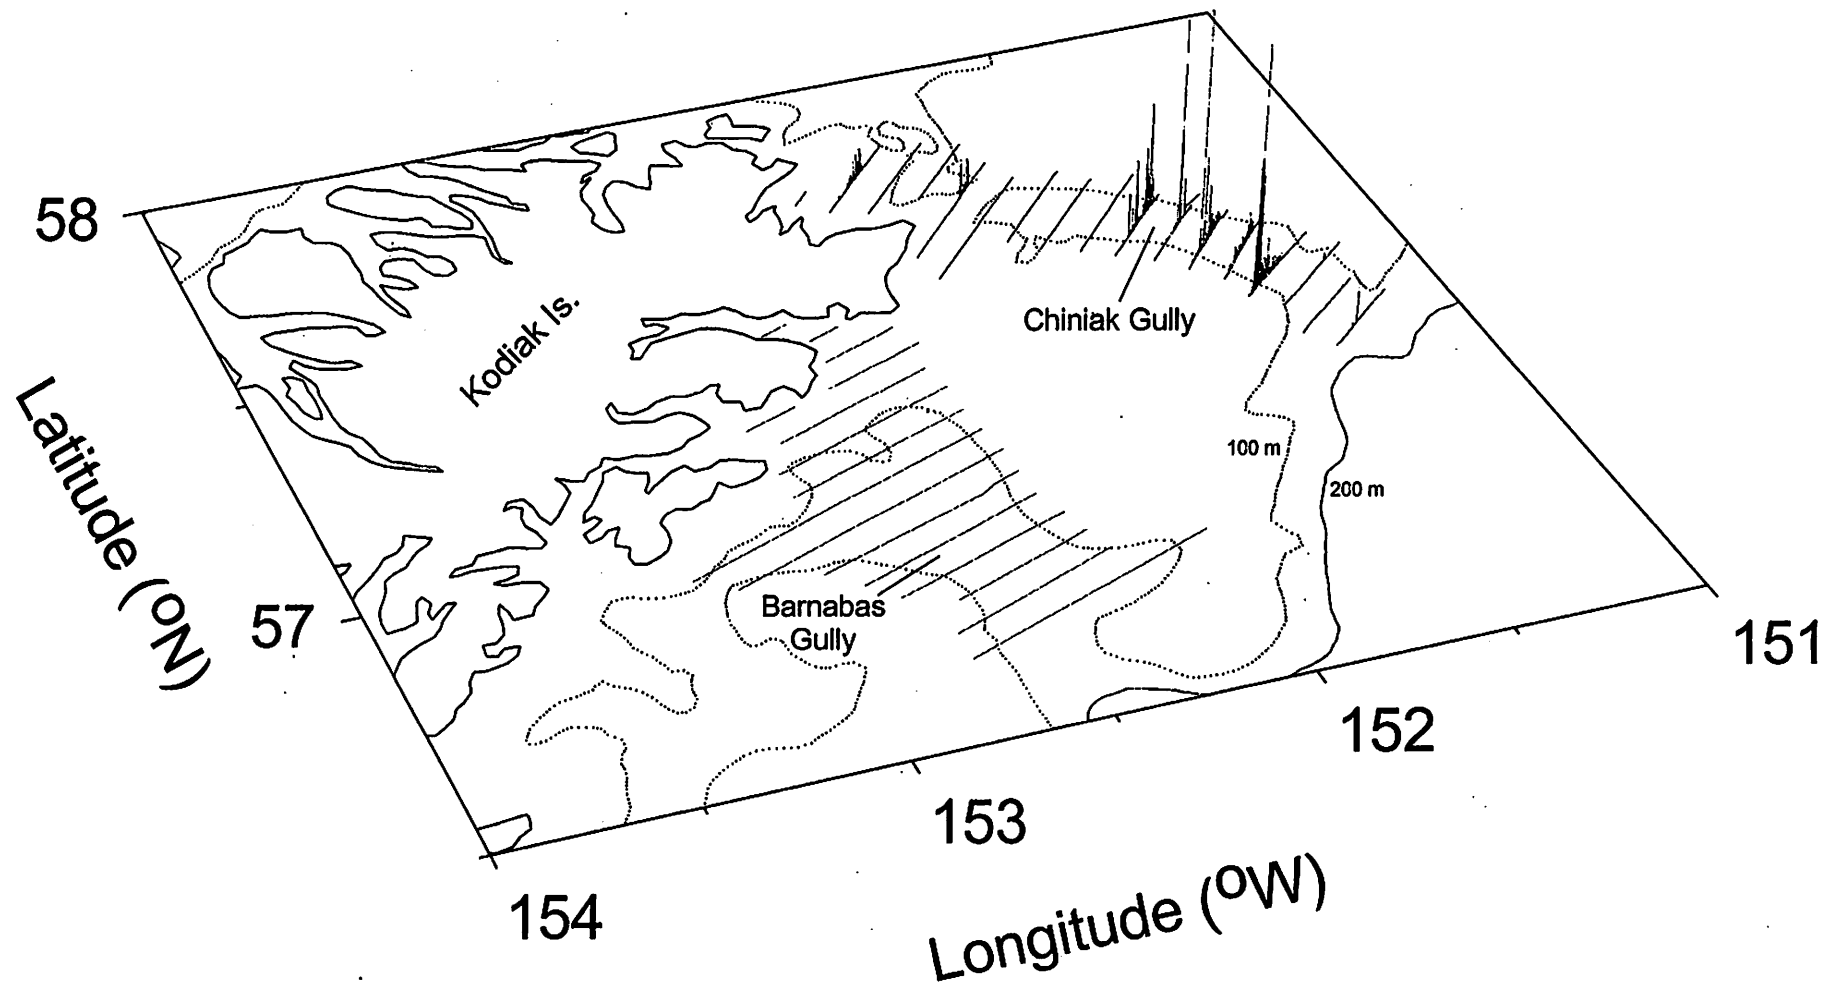 58
Kodiak Is.
Chiniak Gully
Latitude (ºN)
100 m
200 m
57
Barnabas
Gully
151
152
153
154
Longitude (ºW)